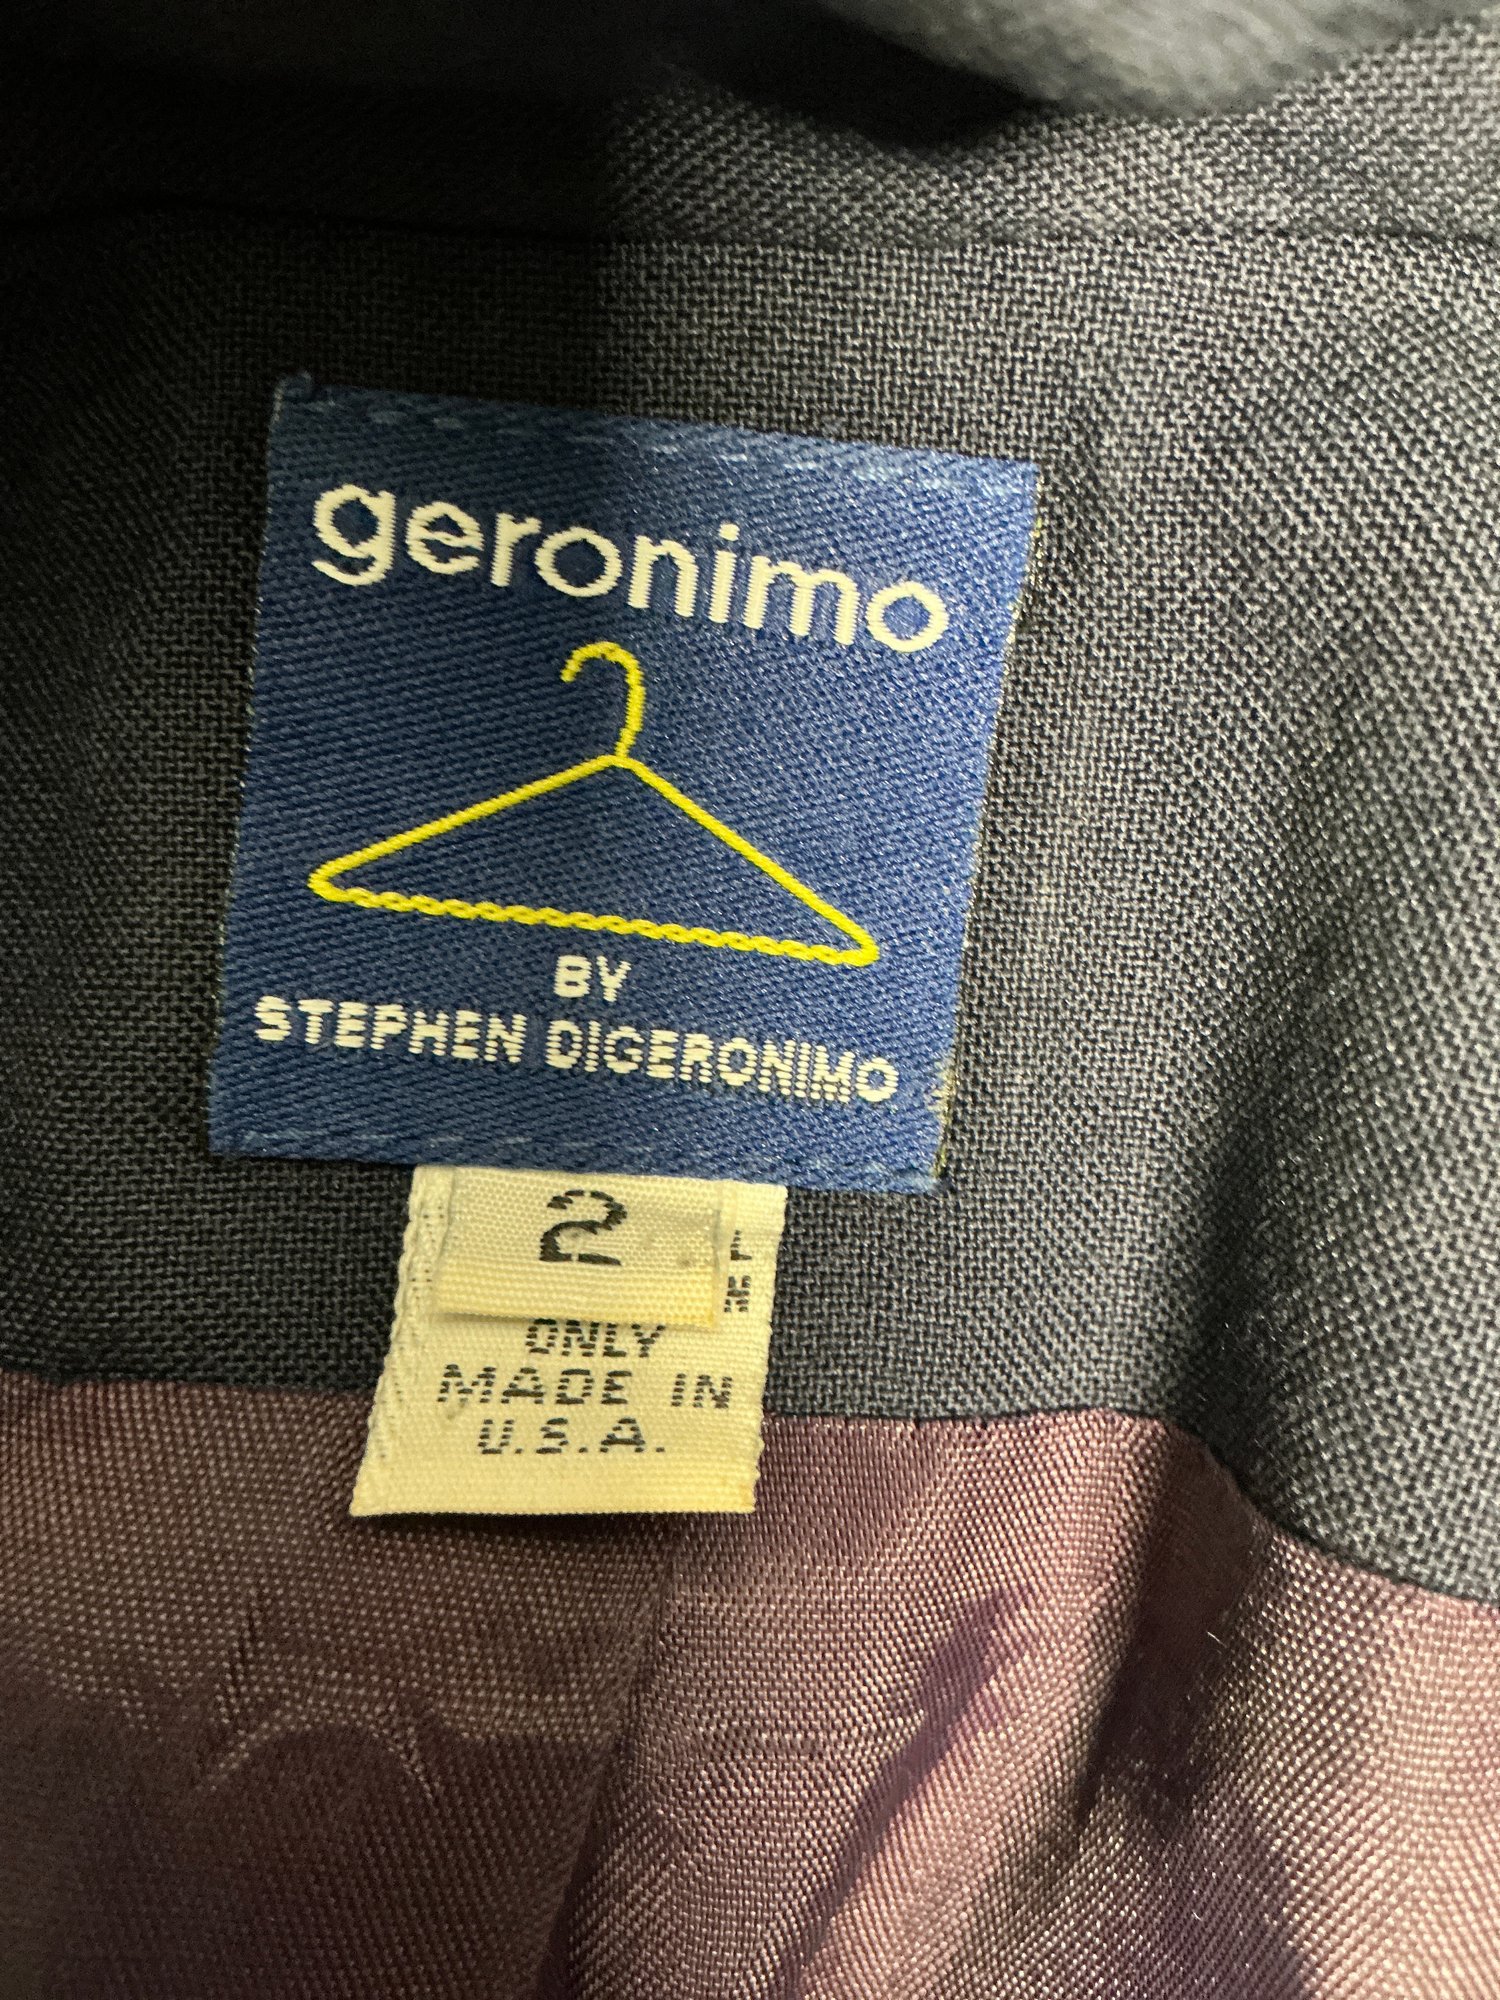 geronimo
BY
STEPHEN DIGERONIMO
2
ONLY
MADE IN
U.S.A.